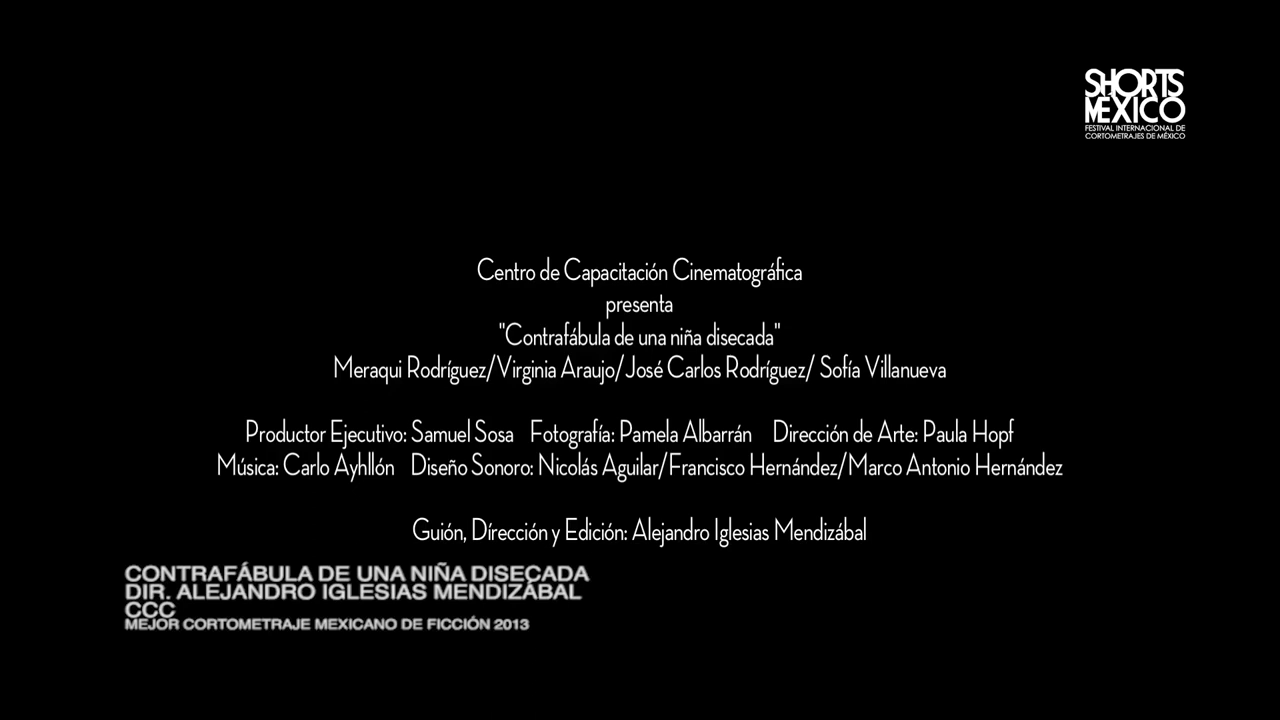 SHORTS
MÉXICO
FESTIVAL INTERNACIONAL DE
CORTOMETRAJES DE MÉXICO
Centro de Capacitación Cinematográfica
presenta
"Contrafábula de una niña disecada"
Meraqui Rodríguez/Virginia Araujo/José Carlos Rodríguez/ Sofía Villanueva
Productor Ejecutivo: Samuel Sosa Fotografía: Pamela Albarrán Dirección de Arte: Paula Hopf
Música: Carlo Ayhllón Diseño Sonoro: Nicolás Aguilar/Francisco Hernández/Marco Antonio Hernández
Guión, Dírección y Edición: Alejandro Iglesias Mendizábal
CONTRAFÁBULA DE UNA NIÑA DISECADA
DIR. ALEJANDRO IGLESIAS MENDIZÁBAL
CCC
MEJOR CORTOMETRAJE MEXICANO DE FICCIÓN 2013